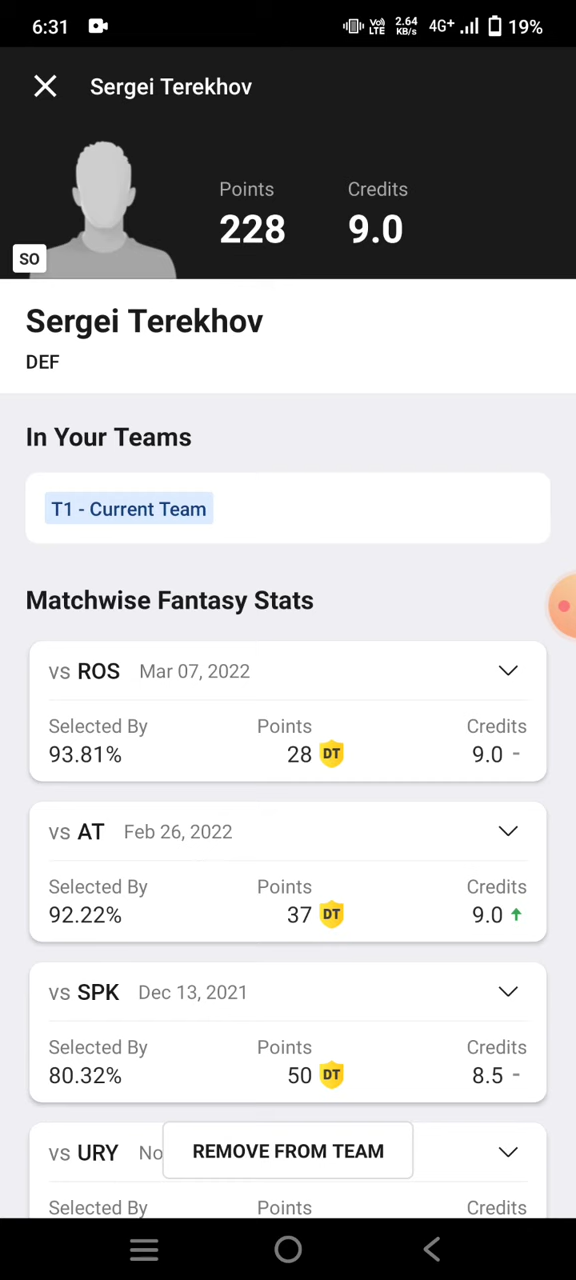 6:31 Vo) LTE 2.64 KB/s 4G+ 19%
Sergei Terekhov
Points Credits
228 9.0
SO
Sergei Terekhov
DEF
In Your Teams
T1 - Current Team
Matchwise Fantasy Stats
vs ROS Mar 07, 2022
Selected By Points Credits
93.81% 28 DT 9.0 -
vs AT Feb 26, 2022
Selected By Points Credits
92.22% 37 DT 9.0
vs SPK Dec 13, 2021
Selected By Points Credits
80.32% 50 DT 8.5 -
vs URY No
REMOVE FROM TEAM
Selected By Points Credits